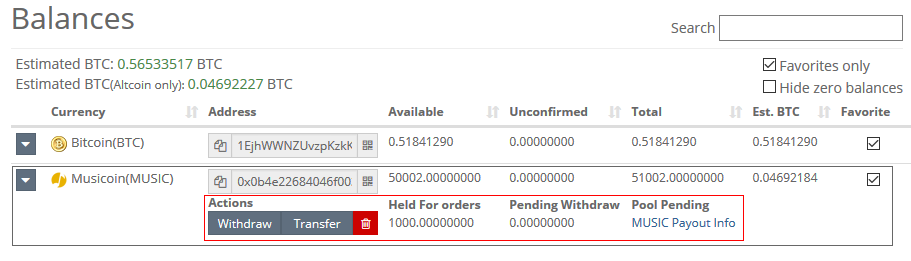 Balances
Search
Estimated BTC: 0.56533517 BTC
Estimated BTC(Altcoin only): 0.04692227 BTC
Favorites only
Hide zero balances
Currency Address Available Unconfirmed Total Est. BTC Favorite
Bitcoin(BTC) 1EjhWWNZUvzpKzkK 0.51841290 0.00000000 0.51841290 0.51841290
Musicoin(MUSIC) 0x0b4e22684046f00 50002.00000000 0.00000000 51002.00000000 0.04692184
Actions Held For orders Pending Withdraw Pool Pending
Withdraw Transfer 1000.00000000 0.00000000 MUSIC Payout Info